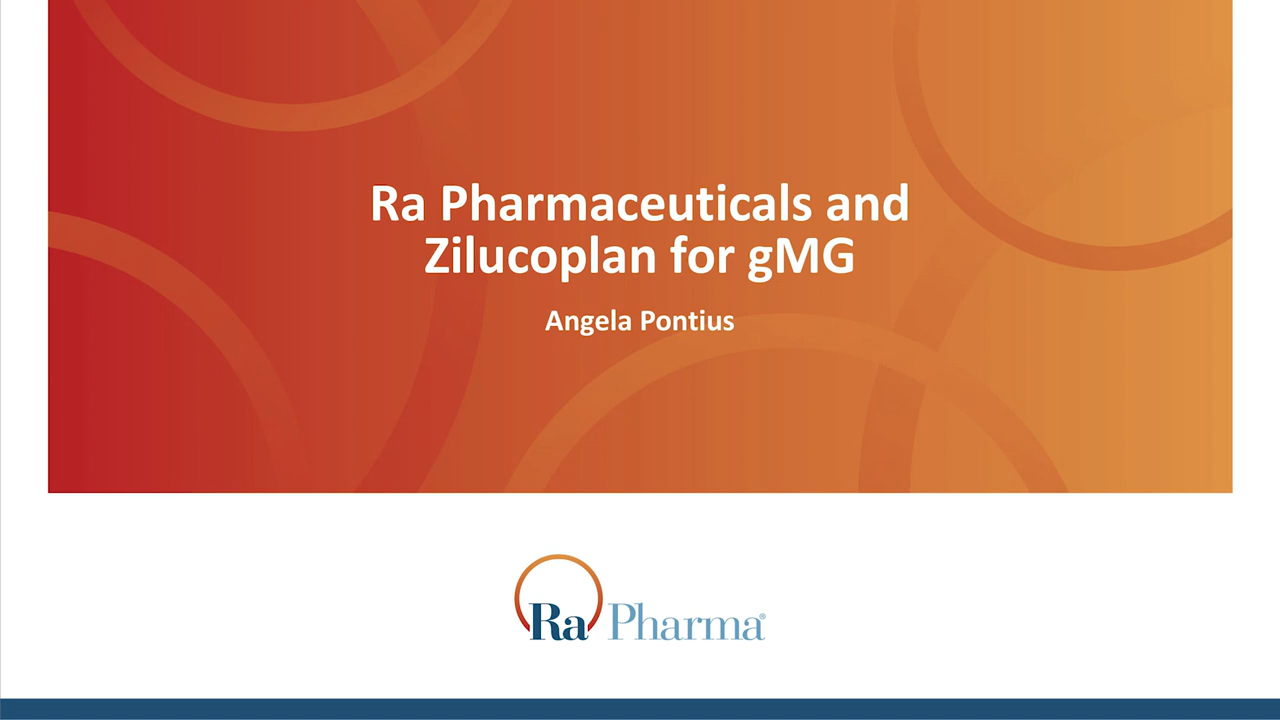 Ra Pharmaceuticals and
Zilucoplan for gMG
Angela Pontius
Ra Pharma®